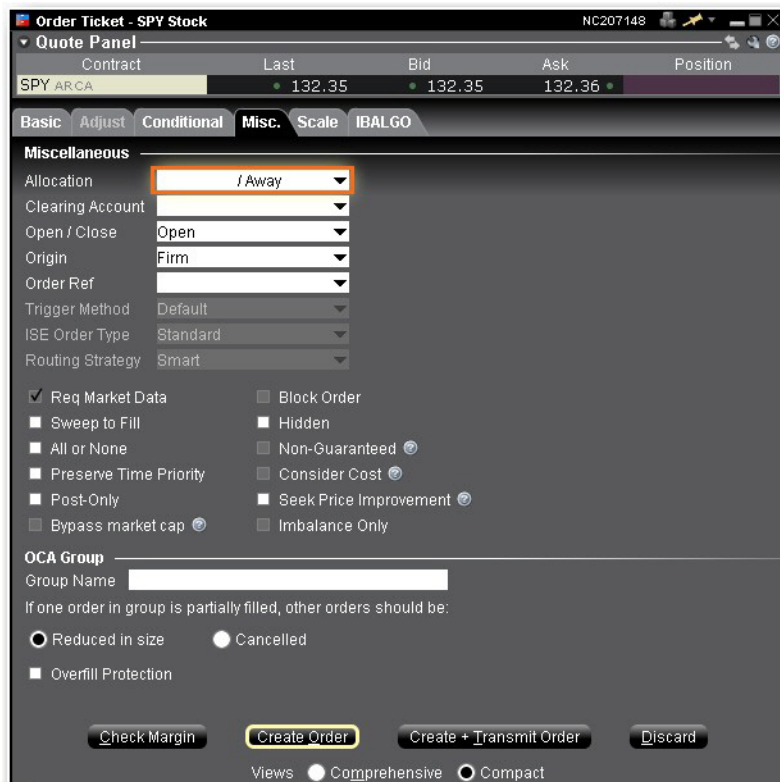 Order Ticket - SPY Stock NC207148
Quote Panel
Contract Last Bid Ask Position
SPY ARCA 132.35 132.35 132.36
Basic Adjust Conditional Misc. Scale IBALGO
Miscellaneous
Allocation / Away
Clearing Account
Open / Close Open
Origin Firm
Order Ref
Trigger Method Default
ISE Order Type Standard
Routing Strategy Smart
Req Market Data Block Order
Sweep to Fill Hidden
All or None Non-Guaranteed
Preserve Time Priority Consider Cost
Post-Only Seek Price Improvement
Bypass market cap Imbalance Only
OCA Group
Group Name
If one order in group is partially filled, other orders should be:
Reduced in size Cancelled
Overfill Protection
Check Margin Create Order Create + Transmit Order Discard
Views Comprehensive Compact